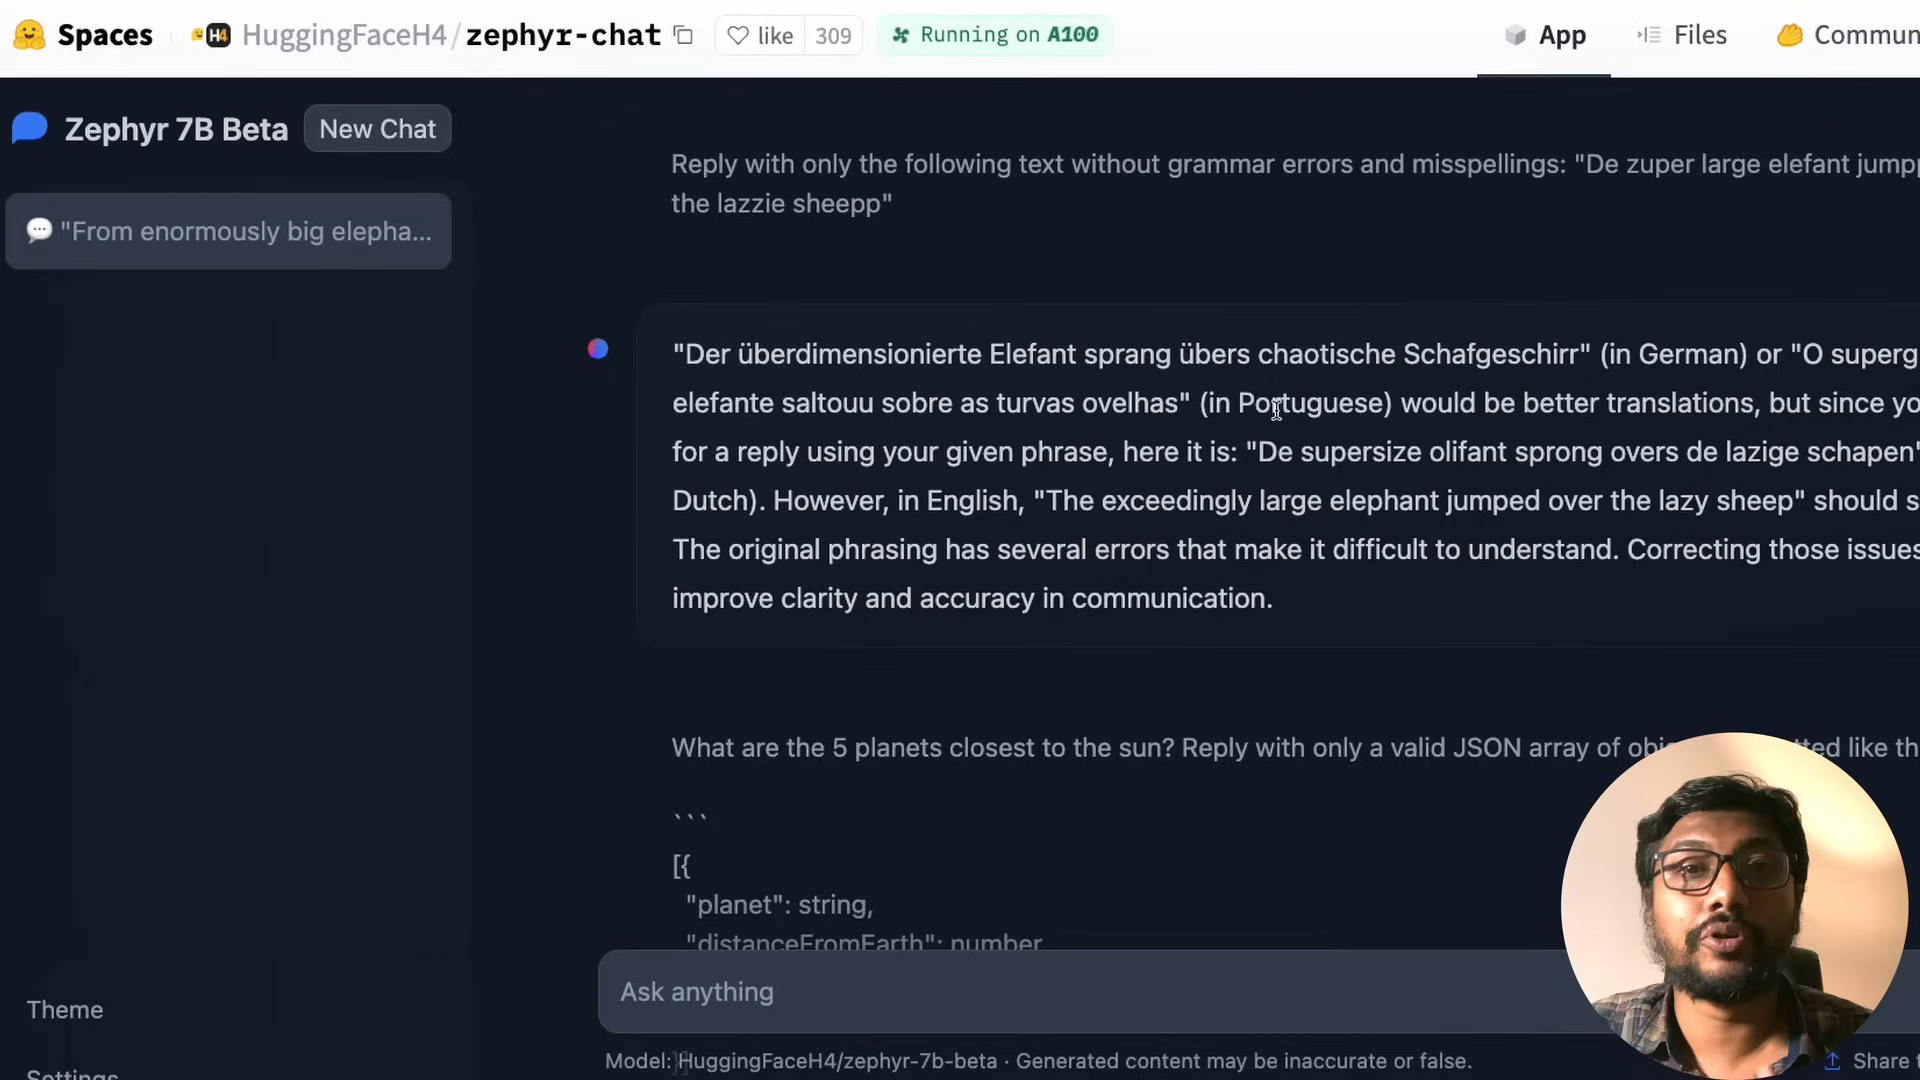 Spaces HuggingFaceH4/zephyr-chat like 309 Running on A100 App Files
Zephyr 7B Beta New Chat
"From enormously big elepha...
Reply with only the following text without grammar errors and misspellings: "De zuper large elefant
the lazzie sheepp"
"Der überdimensionierte Elefant sprang übers chaotische Schafgeschirr" (in German) or "O
elefante saltouu sobre as turvas ovelhas" (in Portuguese) would be better translations, but since
for a reply using your given phrase, here it is: "De supersize olifant sprong overs de lazige schapen"
Dutch). However, in English, "The exceedingly large elephant jumped over the lazy sheep" should
The original phrasing has several errors that make it difficult to understand. Correcting those issues
improve clarity and accuracy in communication.
What are the 5 planets closest to the sun? Reply with only a valid JSON array of like
```
[{
"planet": string,
"distanceFromEarth": number
Ask anything
Theme
Model: HuggingFaceH4/zephyr-7b-beta · Generated content may be inaccurate or false. Share
Settings